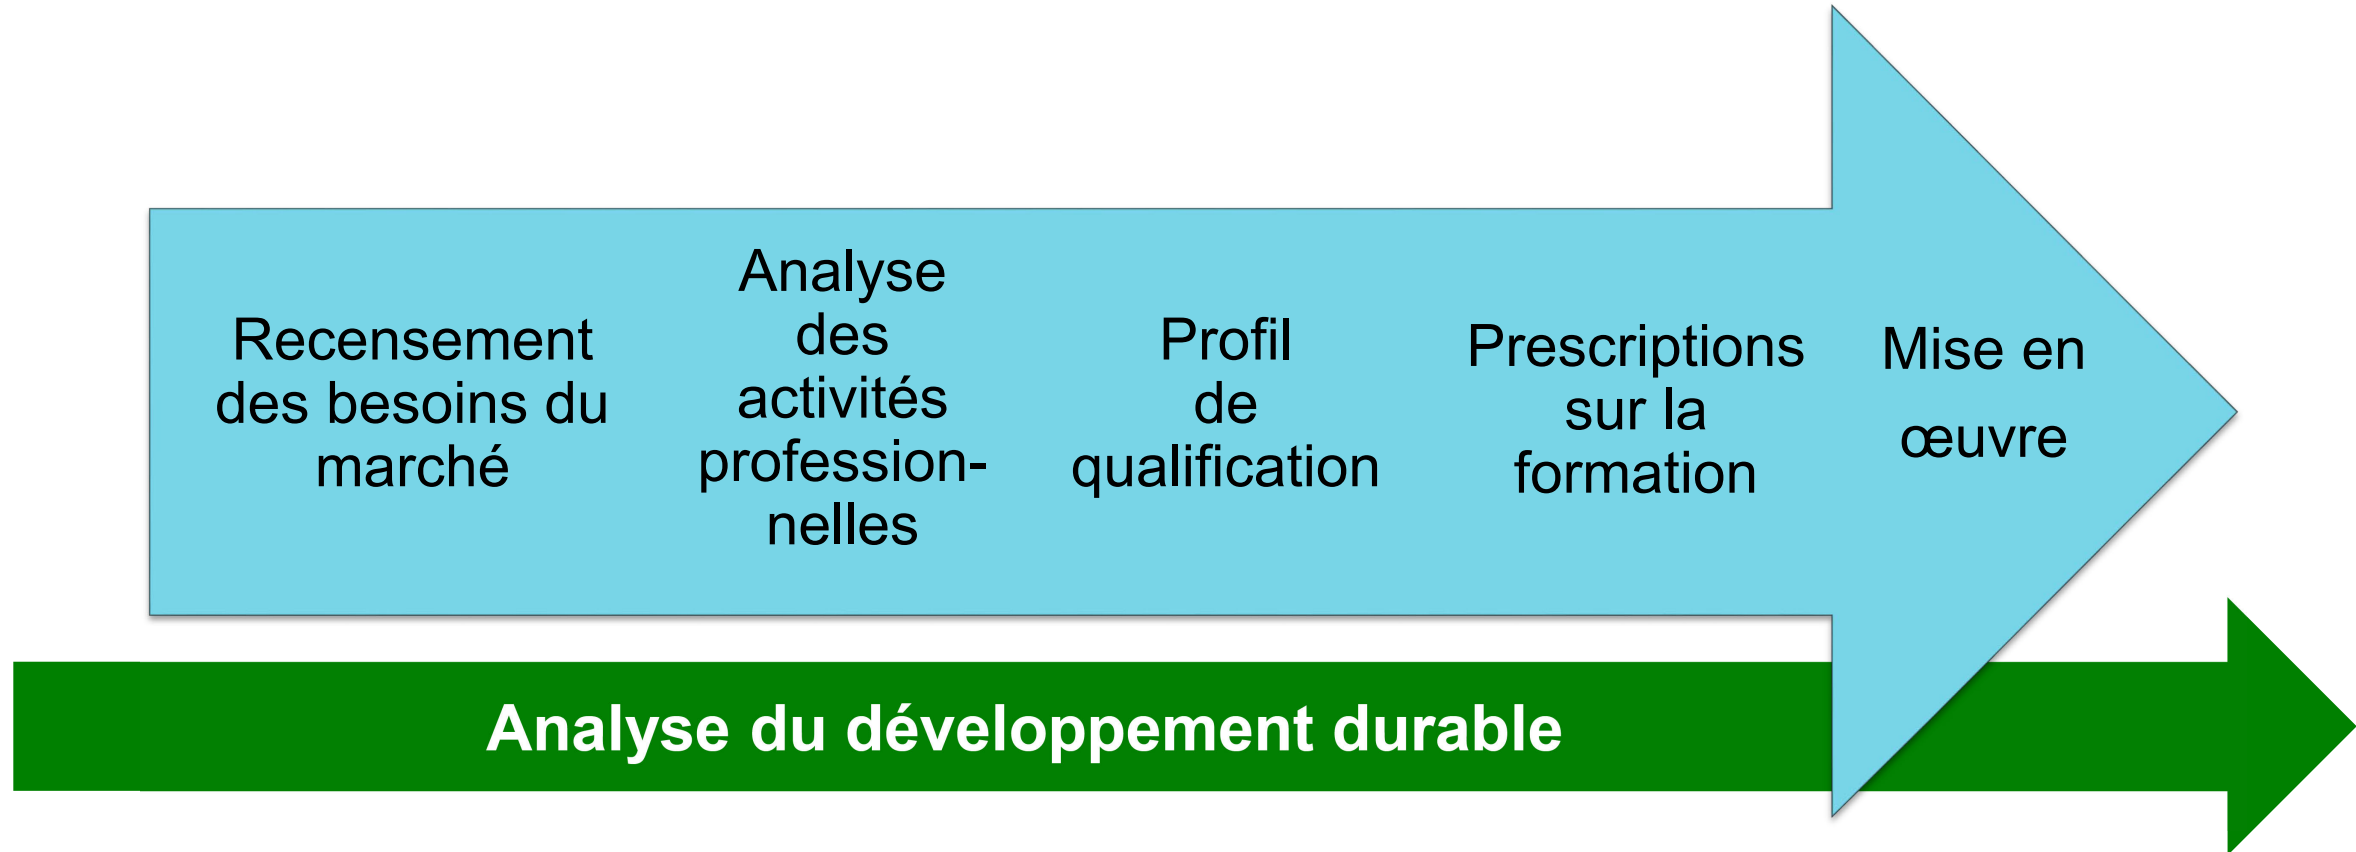 Recensement
des besoins du
marché
Analyse
des
activités
profession-
nelles
Profil
de
qualification
Prescriptions
sur la
formation
Mise en
œuvre
Analyse du développement durable